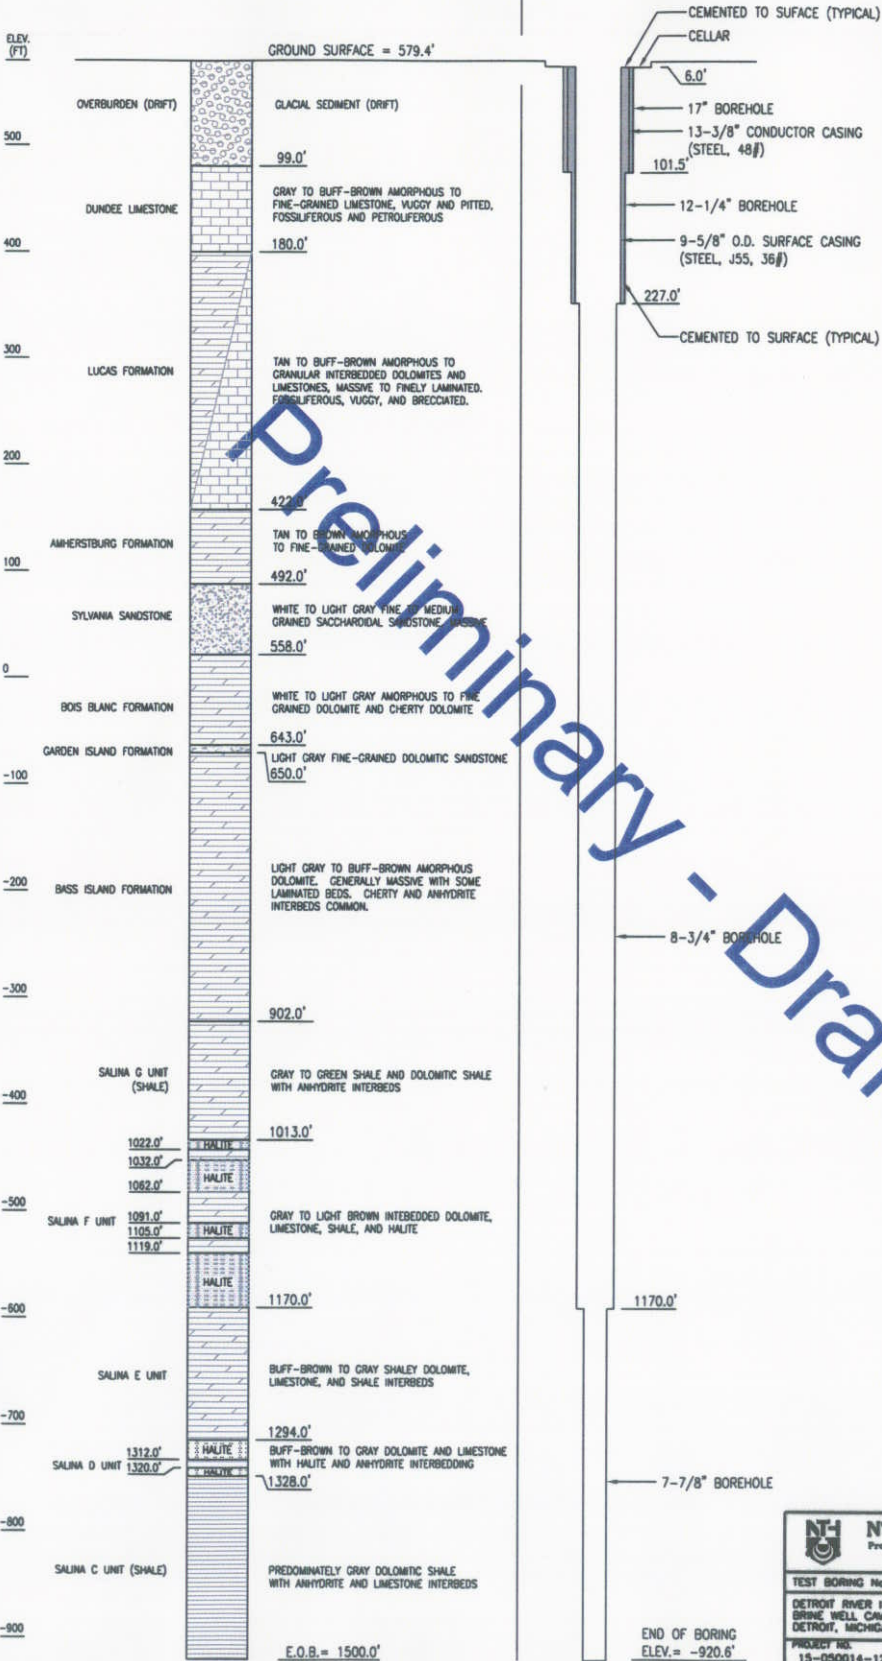 CEMENTED TO SUFACE (TYPICAL)
CELLAR
ELEV.
(FT)
GROUND SURFACE = 579.4'
6.0'
OVERBURDEN (DRIFT)
GLACIAL SEDIMENT (DRIFT)
17" BOREHOLE
13-3/8" CONDUCTOR CASING
(STEEL, 48#)
500
99.0'
101.5'
DUNDEE LIMESTONE
GRAY TO BUFF-BROWN AMORPHOUS TO
FINE-GRAINED LIMESTONE, VUGGY AND PITTED.
FOSSILIFEROUS AND PETROLIFEROUS
12-1/4" BOREHOLE
400
180.0'
9-5/8" O.D. SURFACE CASING
(STEEL, J55, 36#)
227.0'
CEMENTED TO SURFACE (TYPICAL)
300
LUCAS FORMATION
TAN TO BUFF-BROWN AMORPHOUS TO
GRANULAR INTERBEDDED DOLOMITES AND
LIMESTONES, MASSIVE TO FINELY LAMINATED.
FOSSILIFEROUS, VUGGY, AND BRECCIATED.
200
422.0'
AMHERSTBURG FORMATION
TAN TO BROWN AMORPHOUS
TO FINE-GRAINED DOLOMITE
100
492.0'
SYLVANIA SANDSTONE
WHITE TO LIGHT GRAY FINE TO MEDIUM
GRAINED SACCHAROIDAL SANDSTONE, MASSIVE
558.0'
0
BOIS BLANC FORMATION
WHITE TO LIGHT GRAY AMORPHOUS TO FINE
GRAINED DOLOMITE AND CHERTY DOLOMITE
643.0'
GARDEN ISLAND FORMATION
LIGHT GRAY FINE-GRAINED DOLOMITIC SANDSTONE
650.0'
-100
BASS ISLAND FORMATION
LIGHT GRAY TO BUFF-BROWN AMORPHOUS
DOLOMITE. GENERALLY MASSIVE WITH SOME
LAMINATED BEDS. CHERTY AND ANHYDRITE
INTERBEDS COMMON.
-200
8-3/4" BOREHOLE
-300
902.0'
SALINA G UNIT
(SHALE)
GRAY TO GREEN SHALE AND DOLOMITIC SHALE
WITH ANHYDRITE INTERBEDS
-400
1013.0'
1022.0'
HALITE
1032.0'
HALITE
1062.0'
-500
SALINA F UNIT
1091.0'
GRAY TO LIGHT BROWN INTEBEDDED DOLOMITE,
LIMESTONE, SHALE, AND HALITE
1105.0'
HALITE
1119.0'
HALITE
1170.0'
1170.0'
-600
SALINA E UNIT
BUFF-BROWN TO GRAY SHALEY DOLOMITE,
LIMESTONE, AND SHALE INTERBEDS
-700
1294.0'
1312.0'
HALITE
BUFF-BROWN TO GRAY DOLOMITE AND LIMESTONE
WITH HALITE AND ANHYDRITE INTERBEDDING
SALINA D UNIT
1320.0'
HALITE
1328.0'
7-7/8" BOREHOLE
-800
SALINA C UNIT (SHALE)
PREDOMINATELY GRAY DOLOMITIC SHALE
WITH ANHYDRITE AND LIMESTONE INTERBEDS
-900
E.O.B.= 1500.0'
END OF BORING
ELEV.= -920.6'
Preliminary - Dra
NTH
TEST BORING
DETROIT RIVER
BRINE WELL
DETROIT,
PROJECT NO.